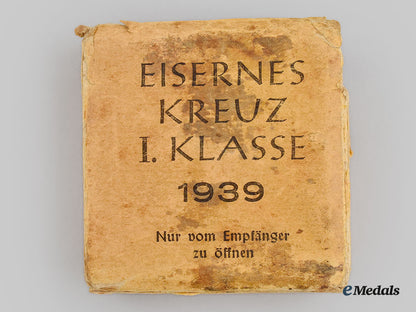 EISERNES
KREUZ
I. KLASSE
1939
Nur vom Empfänger
zu öffnen
eMedals